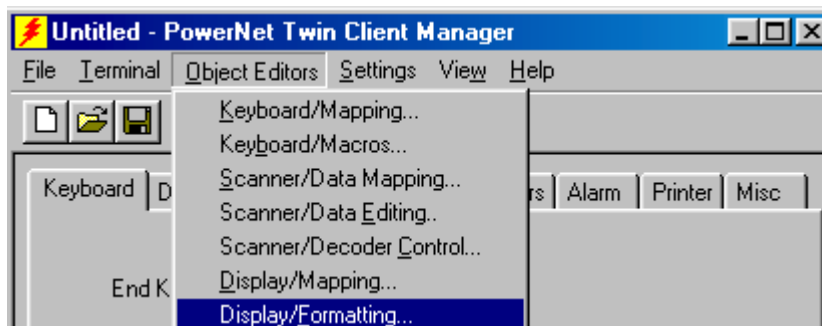 Untitled - PowerNet Twin Client Manager
File Terminal Object Editors Settings View Help
Keyboard/Mapping...
Keyboard/Macros...
Scanner/Data Mapping...
Scanner/Data Editing..
Scanner/Decoder Control...
Display/Mapping...
Display/Formatting...
Keyboard D rs Alarm Printer Misc
End K